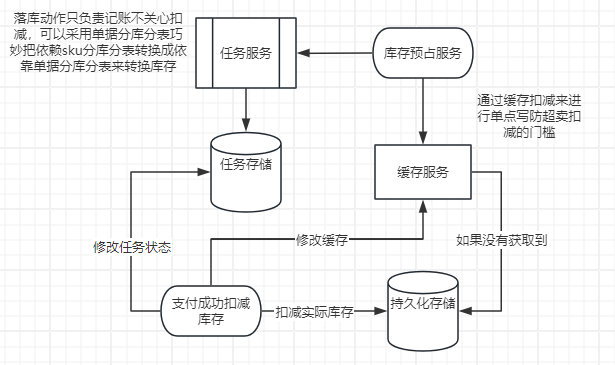 落库动作只负责记账不关心扣
减，可以采用单据分库分表巧
妙把依赖sku分库分表转换成依
靠单据分库分表来转换库存
任务服务
库存预占服务
通过缓存扣减来进
行单点写防超卖扣
减的门槛
任务存储
缓存服务
修改任务状态
修改缓存
如果没有获取到
支付成功扣减
库存
扣减实际库存
持久化存储